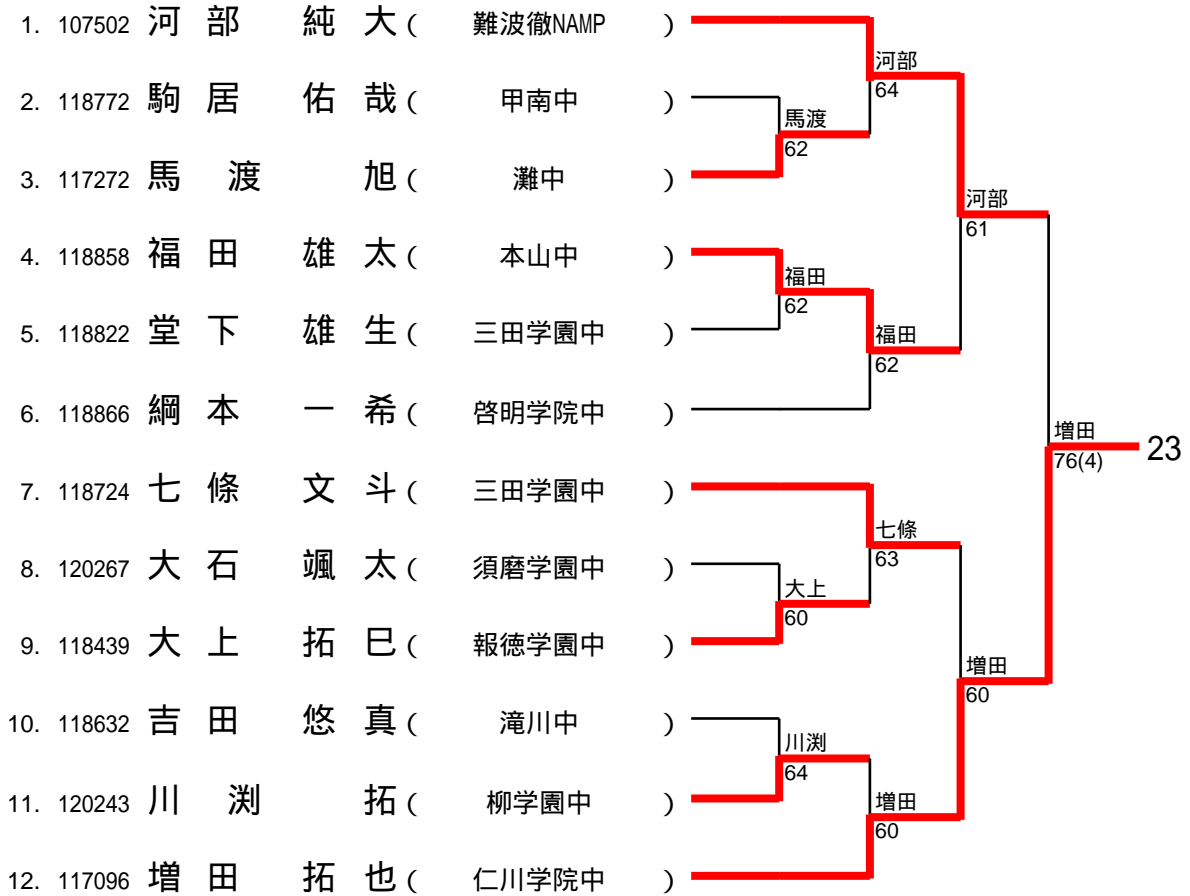 1. 107502 河部 純大 ( 難波徹NAMP )
河部
64
2. 118772 駒居 佑哉 ( 甲南中 )
馬渡
62
3. 117272 馬渡 旭 ( 灘中 )
河部
61
4. 118858 福田 雄太 ( 本山中 )
福田
62
5. 118822 堂下 雄生 ( 三田学園中 )
福田
62
6. 118866 綱本 一希 ( 啓明学院中 )
増田
76(4)
23
7. 118724 七條 文斗 ( 三田学園中 )
七條
63
8. 120267 大石 颯太 ( 須磨学園中 )
大上
60
9. 118439 大上 拓巳 ( 報徳学園中 )
増田
60
10. 118632 吉田 悠真 ( 滝川中 )
川渕
64
11. 120243 川渕 拓 ( 柳学園中 )
増田
60
12. 117096 増田 拓也 ( 仁川学院中 )